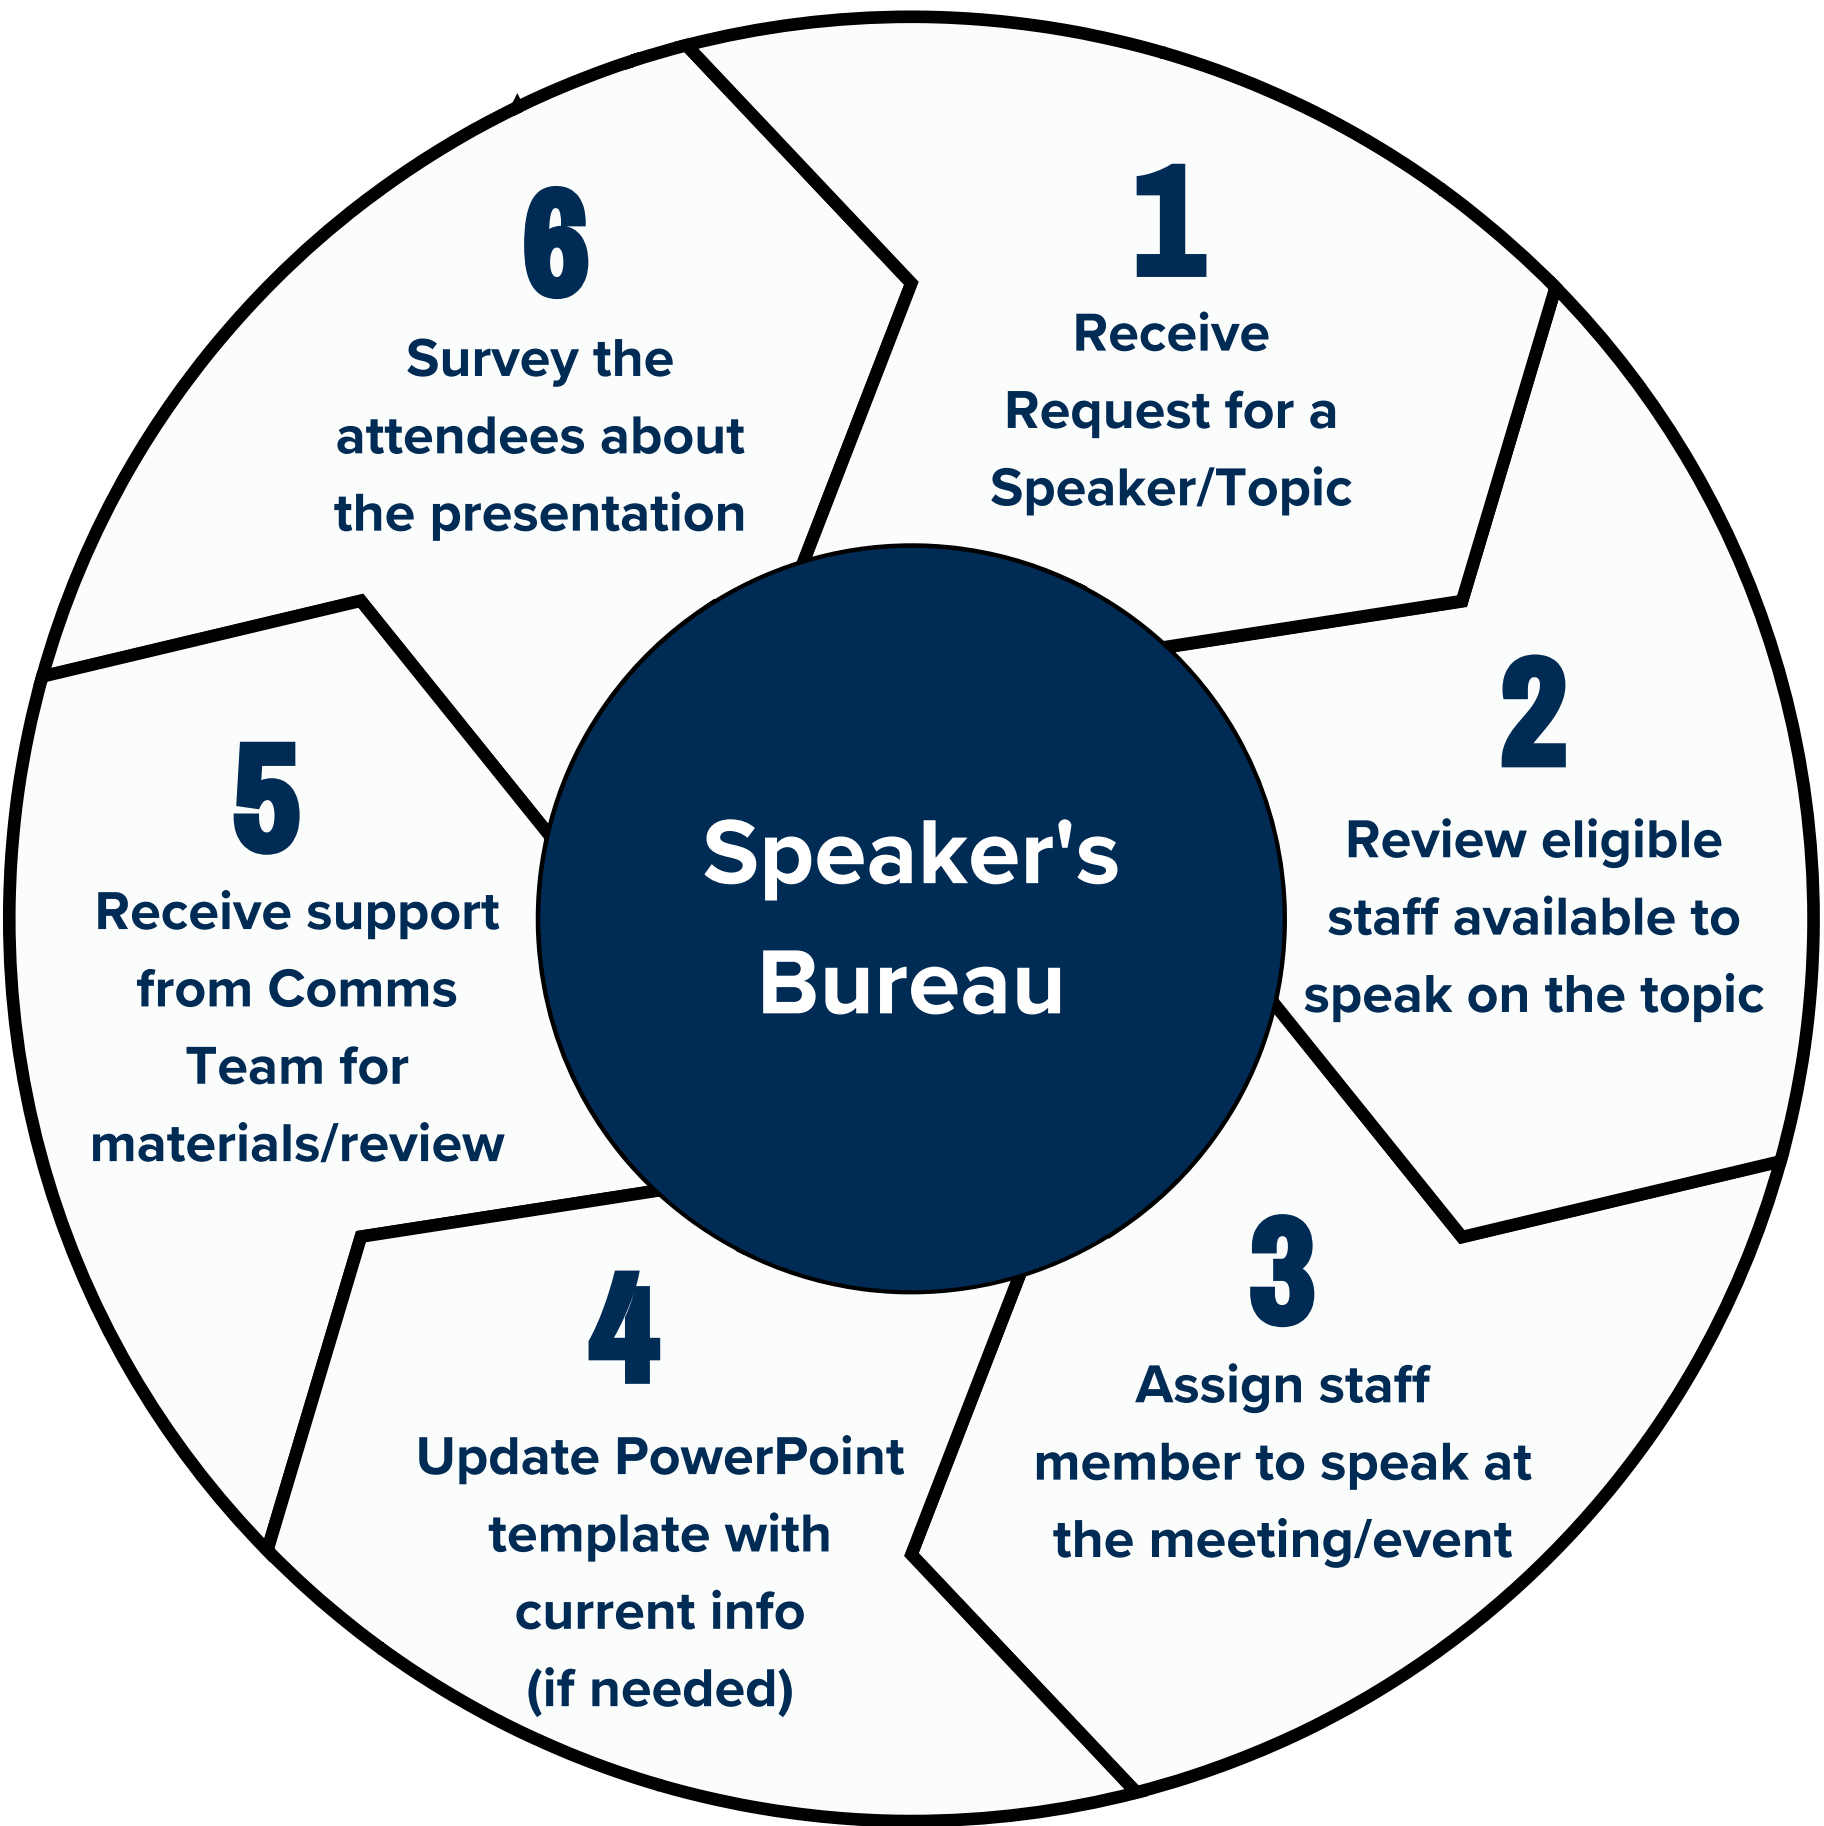 1
Receive
Request for a
Speaker/Topic
2
Review eligible
staff available to
speak on the topic
3
Assign staff
member to speak at
the meeting/event
4
Update PowerPoint
template with
current info
(if needed)
5
Receive support
from Comms
Team for
materials/review
6
Survey the
attendees about
the presentation
Speaker's
Bureau